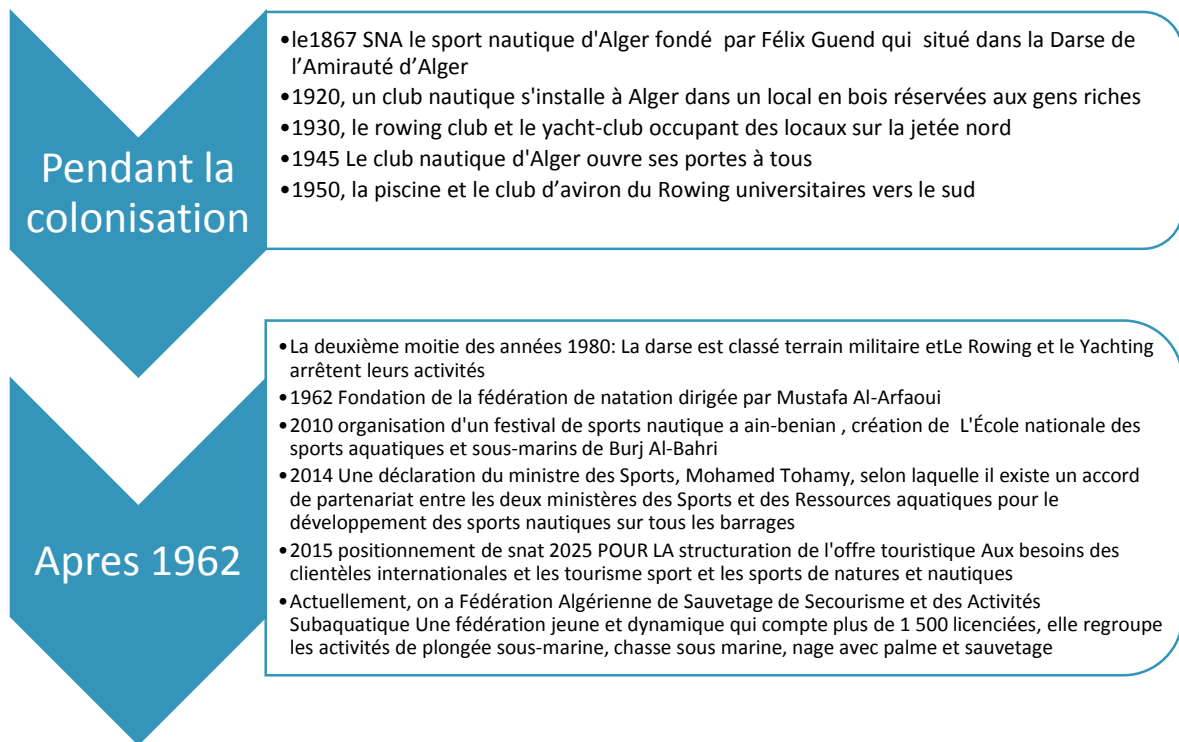 Pendant la
colonisation
•le1867 SNA le sport nautique d'Alger fondé par Félix Guend qui situé dans la Darse de
l'Amirauté d'Alger
•1920, un club nautique s'installe à Alger dans un local en bois réservées aux gens riches
•1930, le rowing club et le yacht-club occupant des locaux sur la jetée nord
•1945 Le club nautique d'Alger ouvre ses portes à tous
•1950, la piscine et le club d'aviron du Rowing universitaires vers le sud
Apres 1962
•La deuxième moitie des années 1980: La darse est classé terrain militaire etLe Rowing et le Yachting
arrêtent leurs activités
•1962 Fondation de la fédération de natation dirigée par Mustafa Al-Arfaoui
•2010 organisation d'un festival de sports nautique a ain-benian , création de L'École nationale des
sports aquatiques et sous-marins de Burj Al-Bahri
•2014 Une déclaration du ministre des Sports, Mohamed Tohamy, selon laquelle il existe un accord
de partenariat entre les deux ministères des Sports et des Ressources aquatiques pour le
développement des sports nautiques sur tous les barrages
•2015 positionnement de snat 2025 POUR LA structuration de l'offre touristique Aux besoins des
clientèles internationales et les tourisme sport et les sports de natures et nautiques
•Actuellement, on a Fédération Algérienne de Sauvetage de Secourisme et des Activités
Subaquatique Une fédération jeune et dynamique qui compte plus de 1 500 licenciées, elle regroupe
les activités de plongée sous-marine, chasse sous marine, nage avec palme et sauvetage